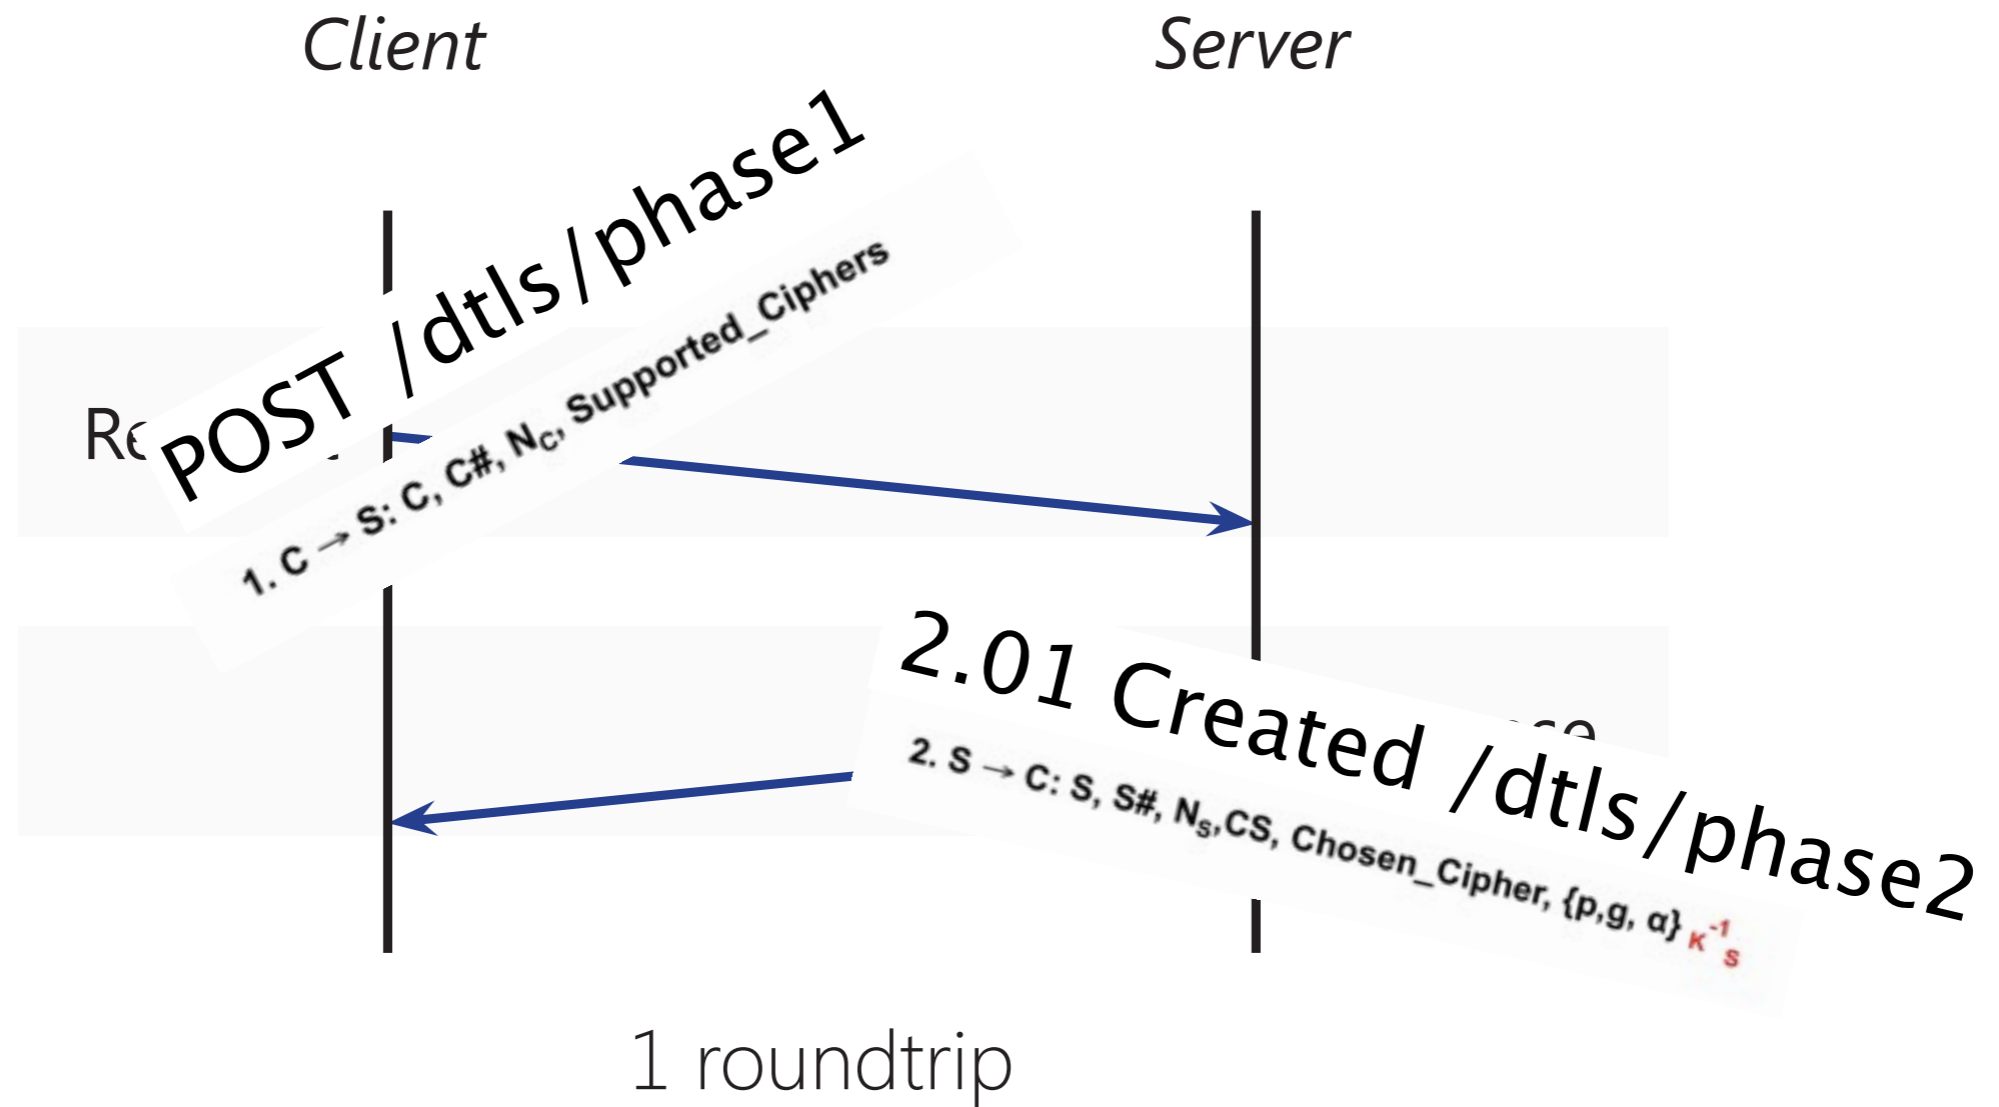 Client
Server
POST /dtls/phase1
1. C → S: C, C#, N_C, Supported_Ciphers
2.01 Created /dtls/phase2
2. S → C: S, S#, N_S,CS, Chosen_Cipher, {p,g, α} K^-1_S
1 roundtrip